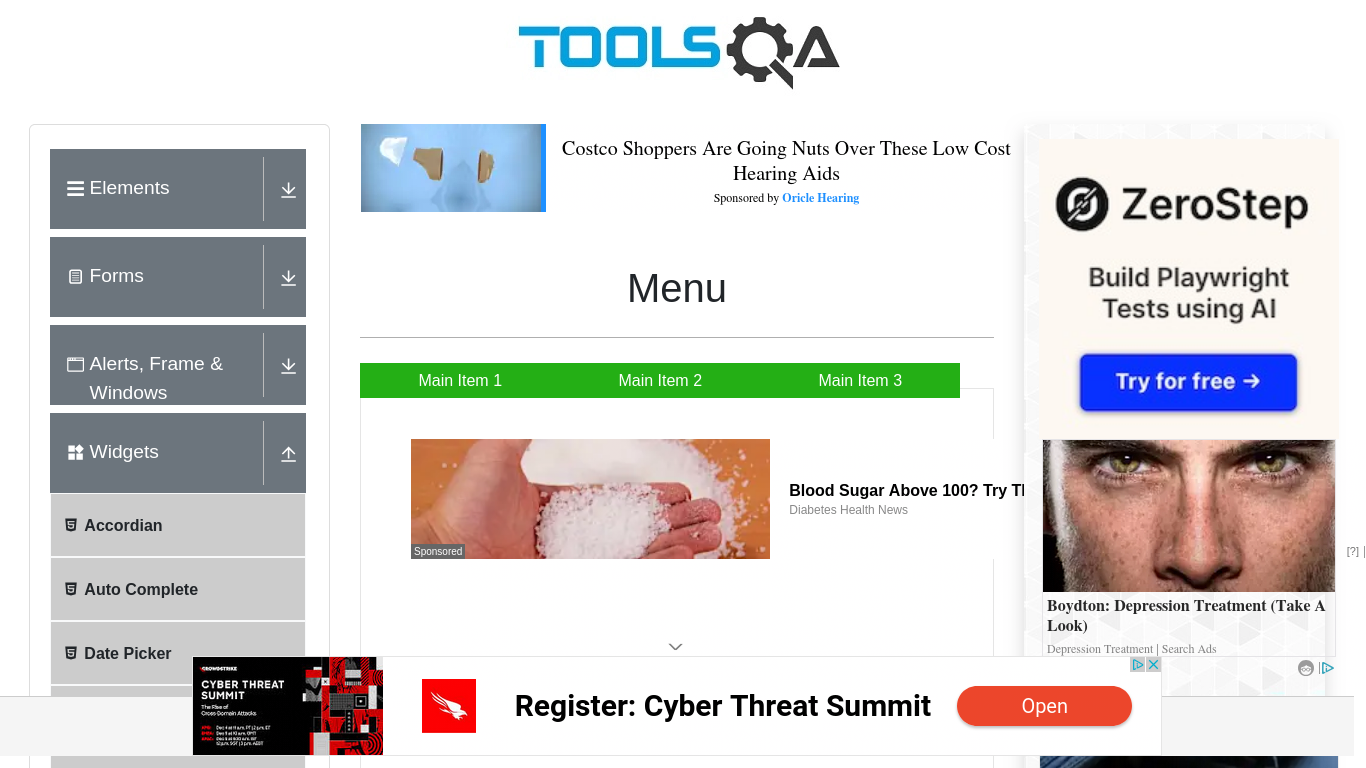 TOOLSQA
Elements
Forms
Alerts, Frame &
Windows
Widgets
Accordian
Auto Complete
Date Picker
Costco Shoppers Are Going Nuts Over These Low Cost
Hearing Aids
Sponsored by Oricle Hearing
Menu
Main Item 1
Main Item 2
Main Item 3
Sponsored
Blood Sugar Above 100? Try Th
Diabetes Health News
ZeroStep
Build Playwright
Tests using AI
Try for free →
[?]
Boydton: Depression Treatment (Take A
Look)
Depression Treatment | Search Ads
CROWDSTRIKE
CYBER THREAT
SUMMIT
The Rise of
Cross-Domain Attacks
Register: Cyber Threat Summit
Open